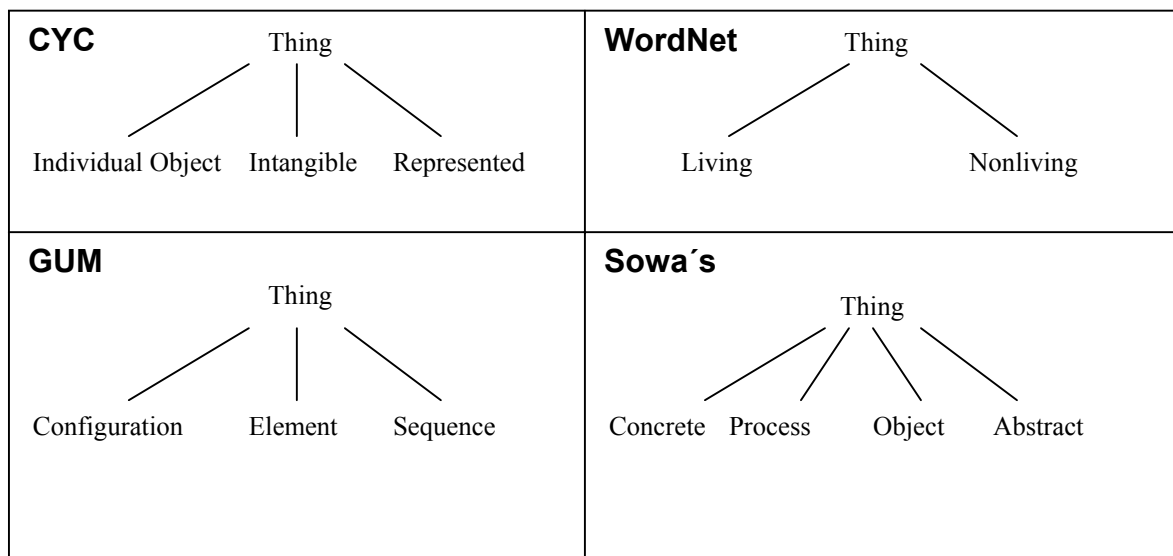 CYC
Thing
Individual Object Intangible Represented
WordNet
Thing
Living Nonliving
GUM
Thing
Configuration Element Sequence
Sowa´s
Thing
Concrete Process Object Abstract